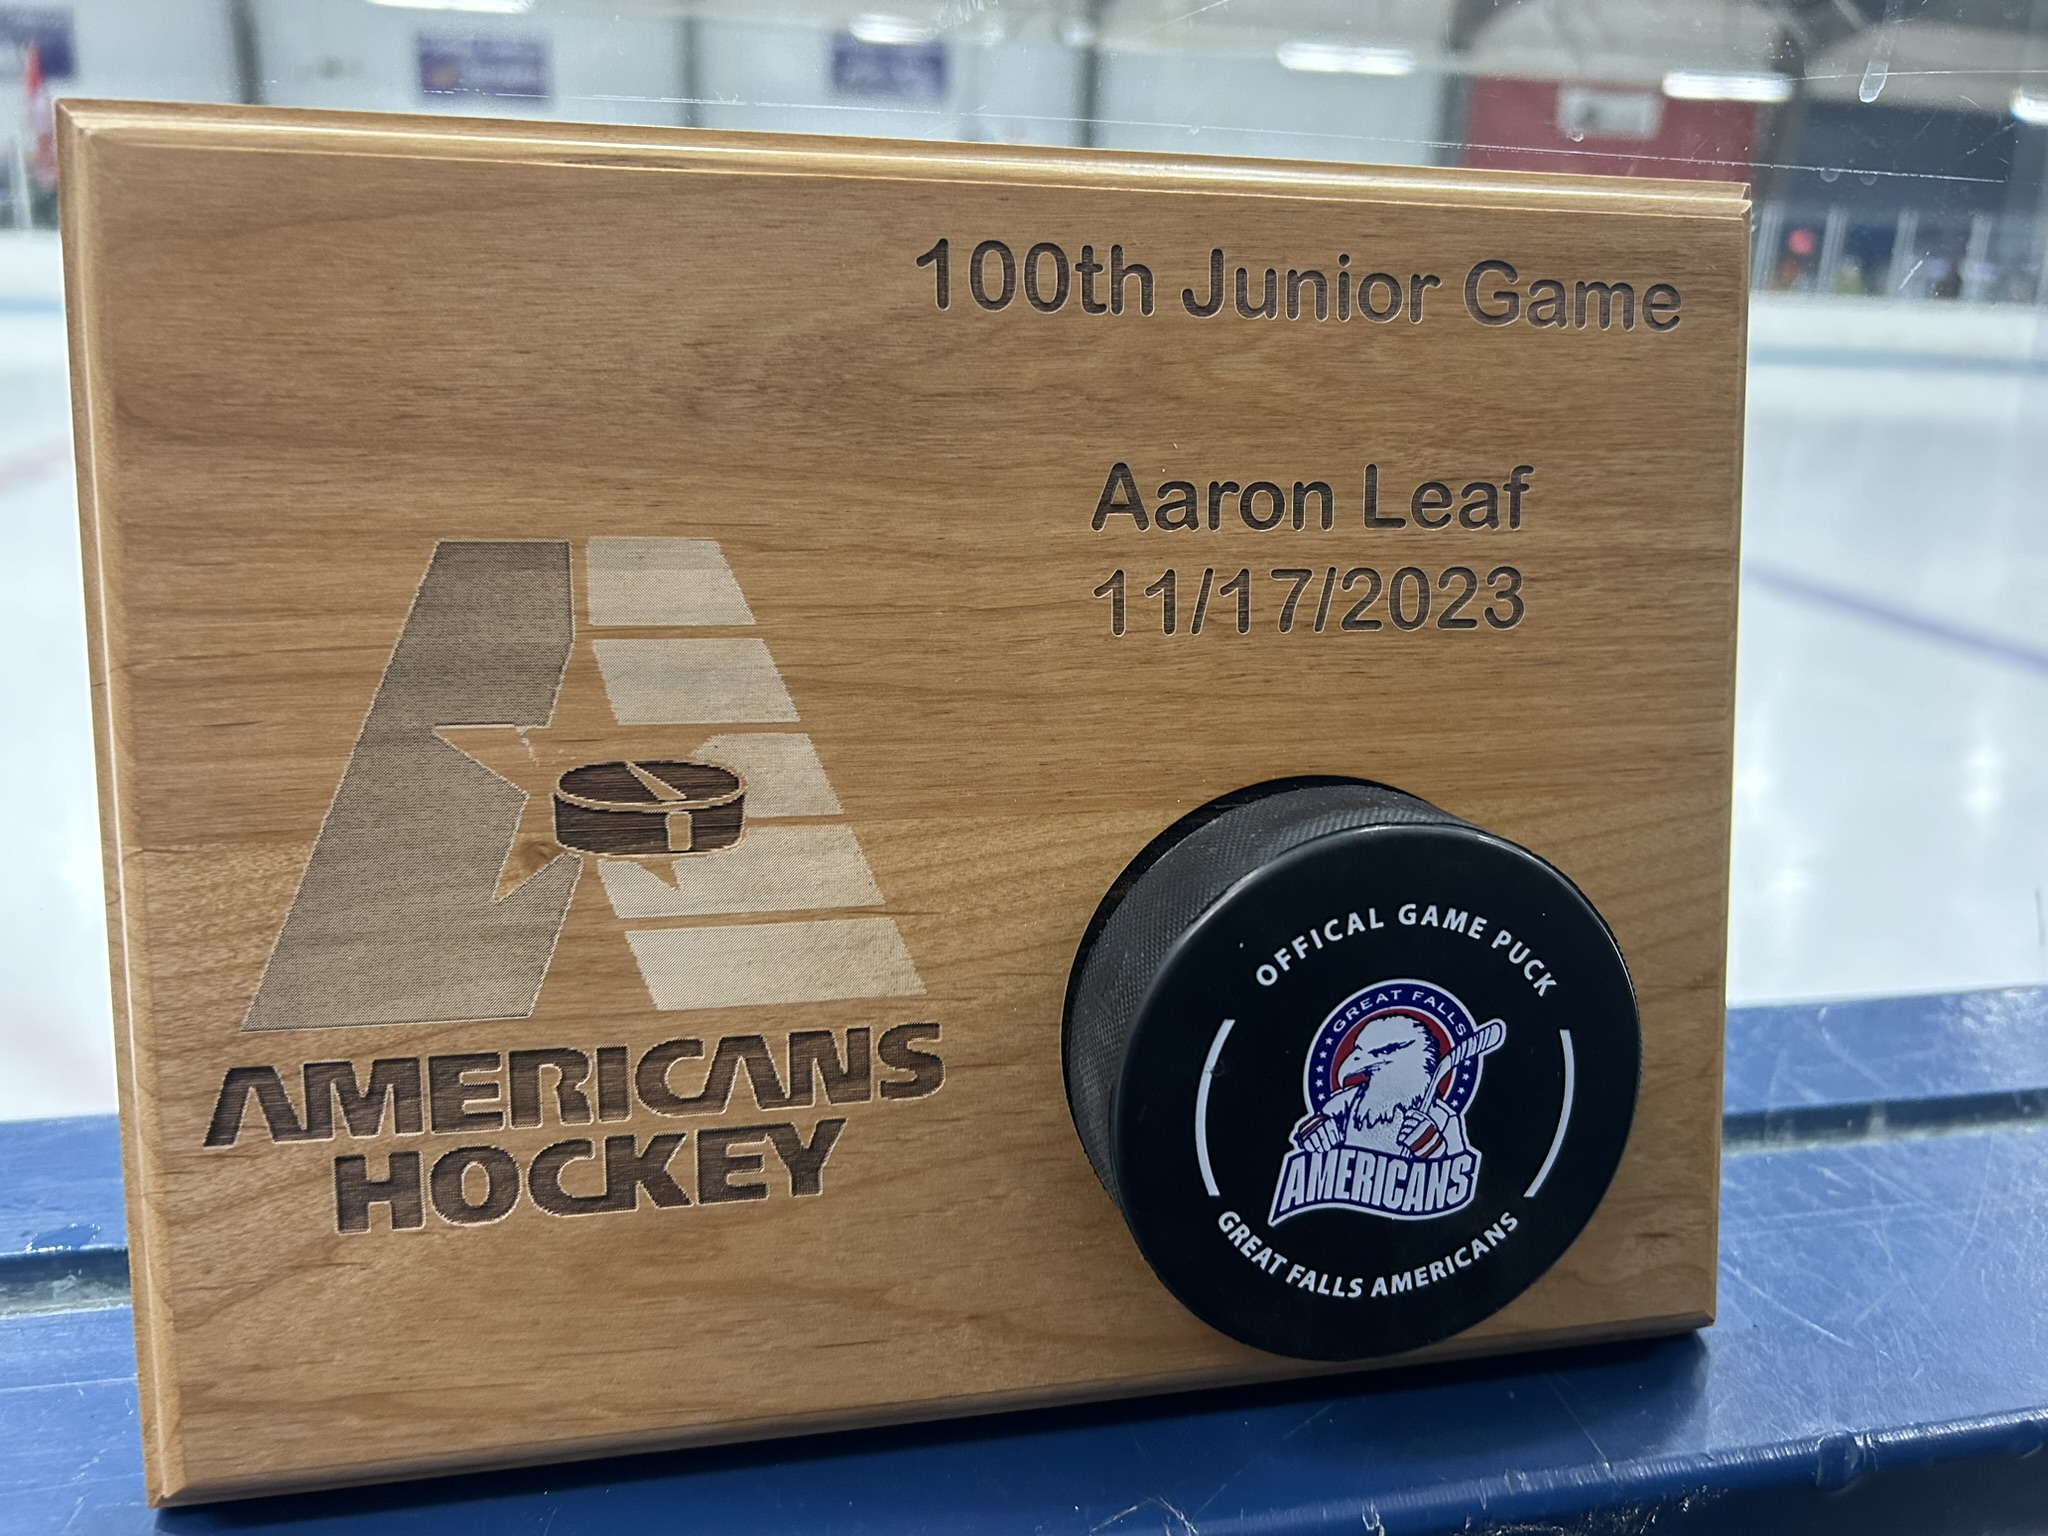 100th Junior Game
Aaron Leaf
11/17/2023
AMERICANS
HOCKEY
OFFICAL GAME PUCK
GREAT FALLS
AMERICANS
GREAT FALLS AMERICANS